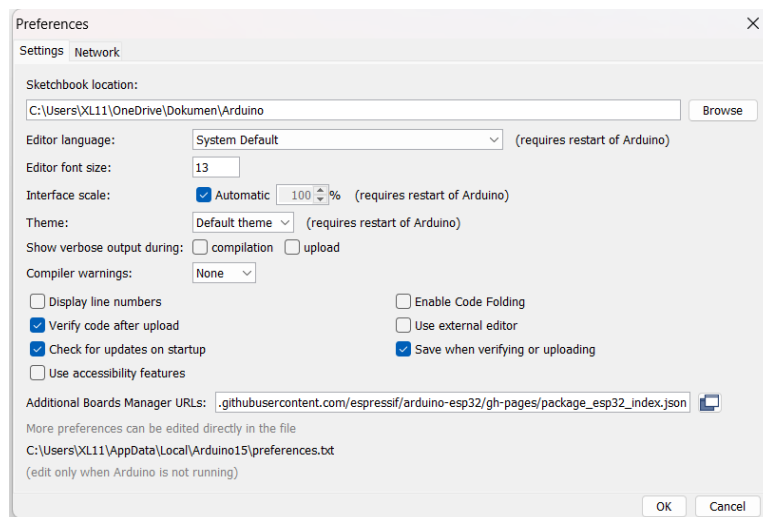 Preferences
Settings Network
Sketchbook location:
C:\Users\XL11\OneDrive\Dokumen\Arduino Browse
Editor language: System Default (requires restart of Arduino)
Editor font size: 13
Interface scale: Automatic 100 % (requires restart of Arduino)
Theme: Default theme (requires restart of Arduino)
Show verbose output during: compilation upload
Compiler warnings: None
Display line numbers Enable Code Folding
Verify code after upload Use external editor
Check for updates on startup Save when verifying or uploading
Use accessibility features
Additional Boards Manager URLs: .githubusercontent.com/espressif/arduino-esp32/gh-pages/package_esp32_index.json
More preferences can be edited directly in the file
C:\Users\XL11\AppData\Local\Arduino15\preferences.txt
(edit only when Arduino is not running)
OK Cancel